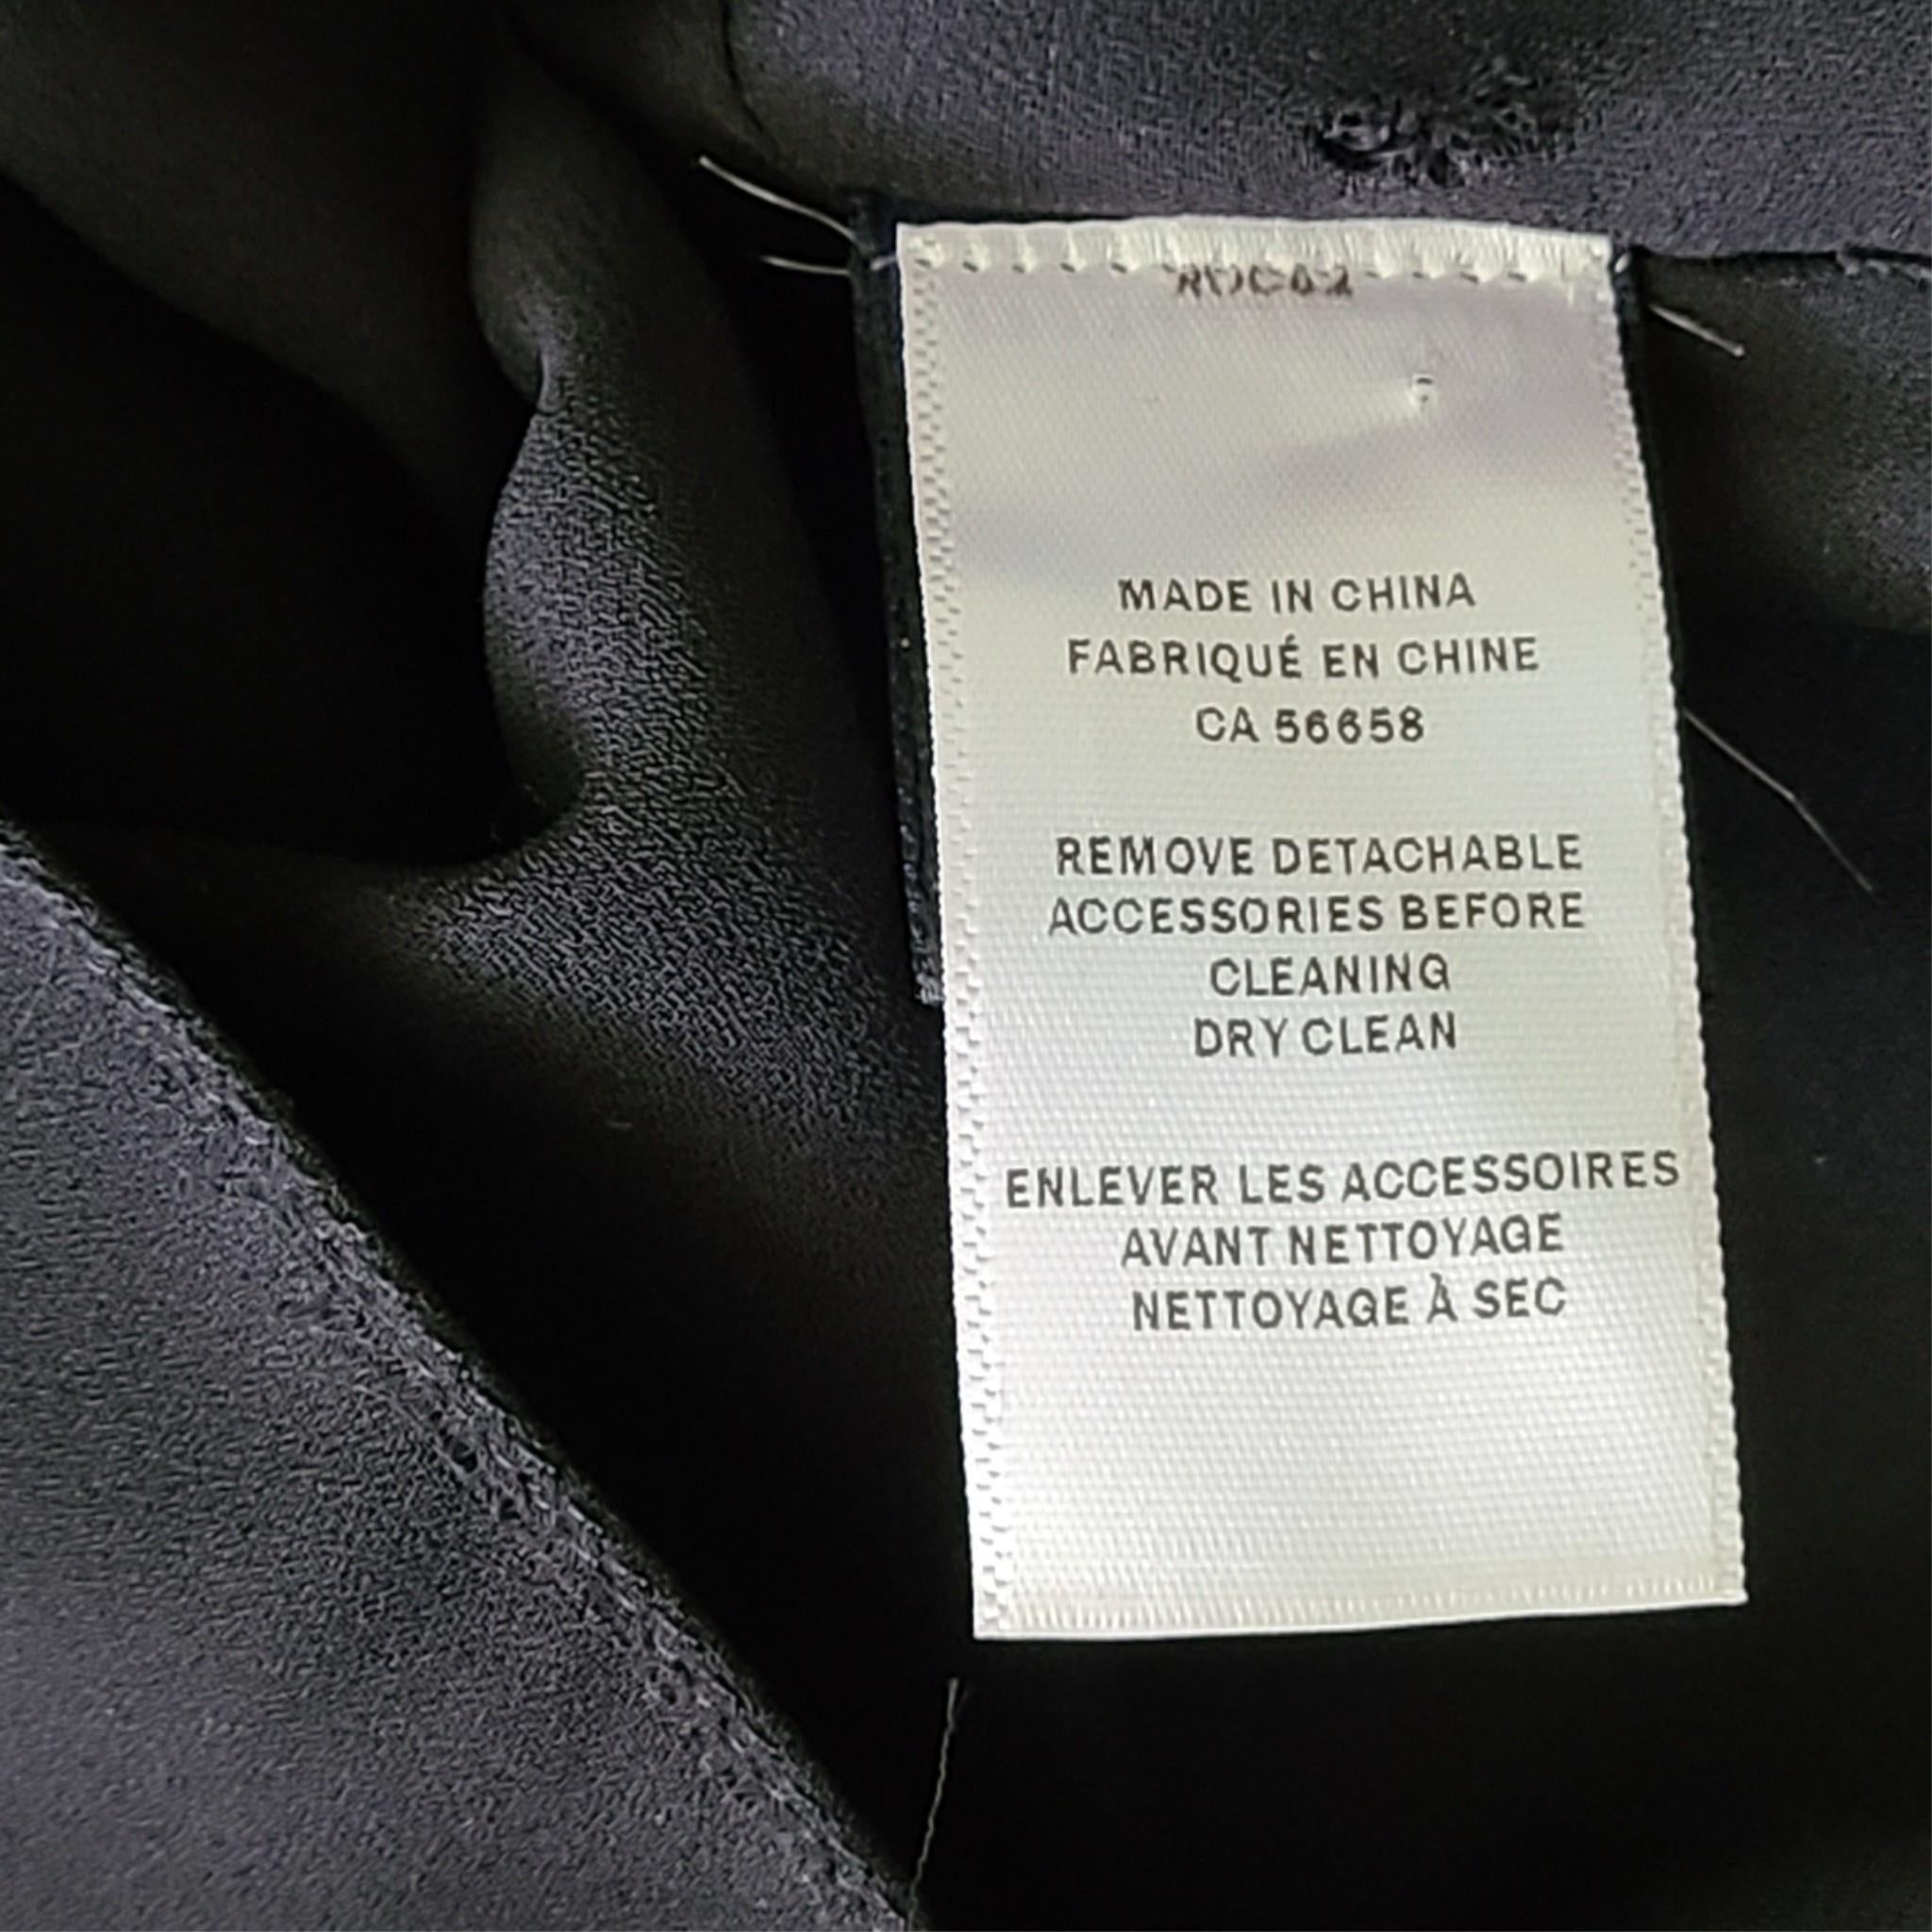 MADE IN CHINA
FABRIQUÉ EN CHINE
CA 56658
REMOVE DETACHABLE
ACCESSORIES BEFORE
CLEANING
DRY CLEAN
ENLEVER LES ACCESSOIRES
AVANT NETTOYAGE
NETTOYAGE À SEC